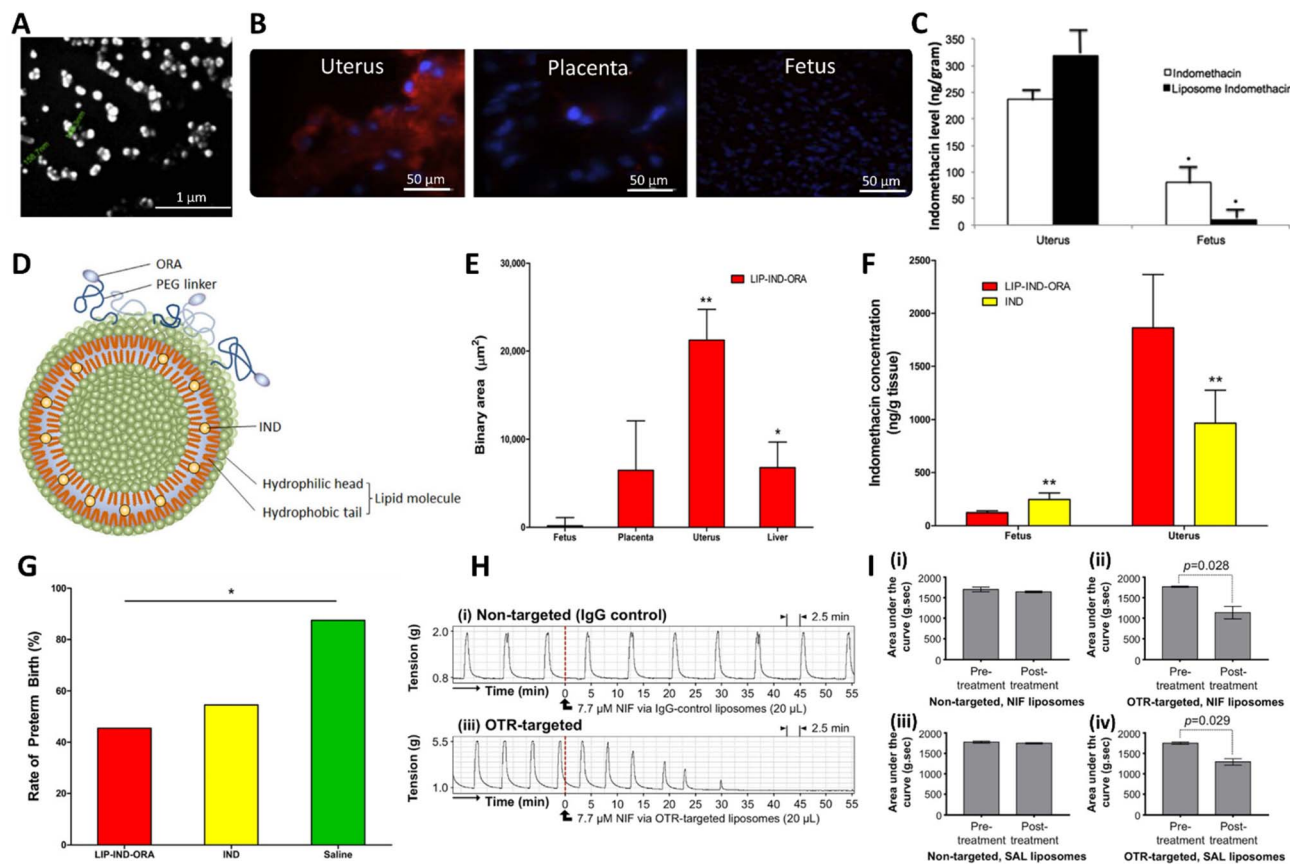 A
158.7nm
1 µm
B
Uterus
Placenta
Fetus
50 µm
50 µm
50 µm
C
Indomethacin level (ng/gram)
350
300
250
200
150
100
50
0
Indomethacin
Liposome Indomethacin
*
*
Uterus
Fetus
D
ORA
PEG linker
IND
Hydrophilic head
Lipid molecule
Hydrophobic tail
E
Binary area (µm²)
30,000
20,000
10,000
0
LIP-IND-ORA
**
*
Fetus
Placenta
Uterus
Liver
F
Indomethacin concentration
(ng/g tissue)
2500
2000
1500
1000
500
0
LIP-IND-ORA
IND
**
**
Fetus
Uterus
G
Rate of Preterm Birth (%)
100
80
60
40
20
0
*
LIP-IND-ORA
IND
Saline
H
(i) Non-targeted (IgG control)
2.5 min
Tension (g)
2.0
0.8
Time (min)
0 5 10 15 20 25 30 35 40 45 50 55
7.7 µM NIF via IgG-control liposomes (20 µL)
(iii) OTR-targeted
2.5 min
Tension (g)
5.5
1.0
Time (min)
0 5 10 15 20 25 30 35 40 45 50 55
7.7 µM NIF via OTR-targeted liposomes (20 µL)
I
(i)
Area under the
curve (g.sec)
2000
1500
1000
500
0
Pre-
treatment
Post-
treatment
Non-targeted, NIF liposomes
(ii)
p=0.028
Area under the
curve (g.sec)
2000
1500
1000
500
0
Pre-
treatment
Post-
treatment
OTR-targeted, NIF liposomes
(iii)
Area under the
curve (g.sec)
2000
1500
1000
500
0
Pre-
treatment
Post-
treatment
Non-targeted, SAL liposomes
(iv)
p=0.029
Area under the
curve (g.sec)
2000
1500
1000
500
0
Pre-
treatment
Post-
treatment
OTR-targeted, SAL liposomes